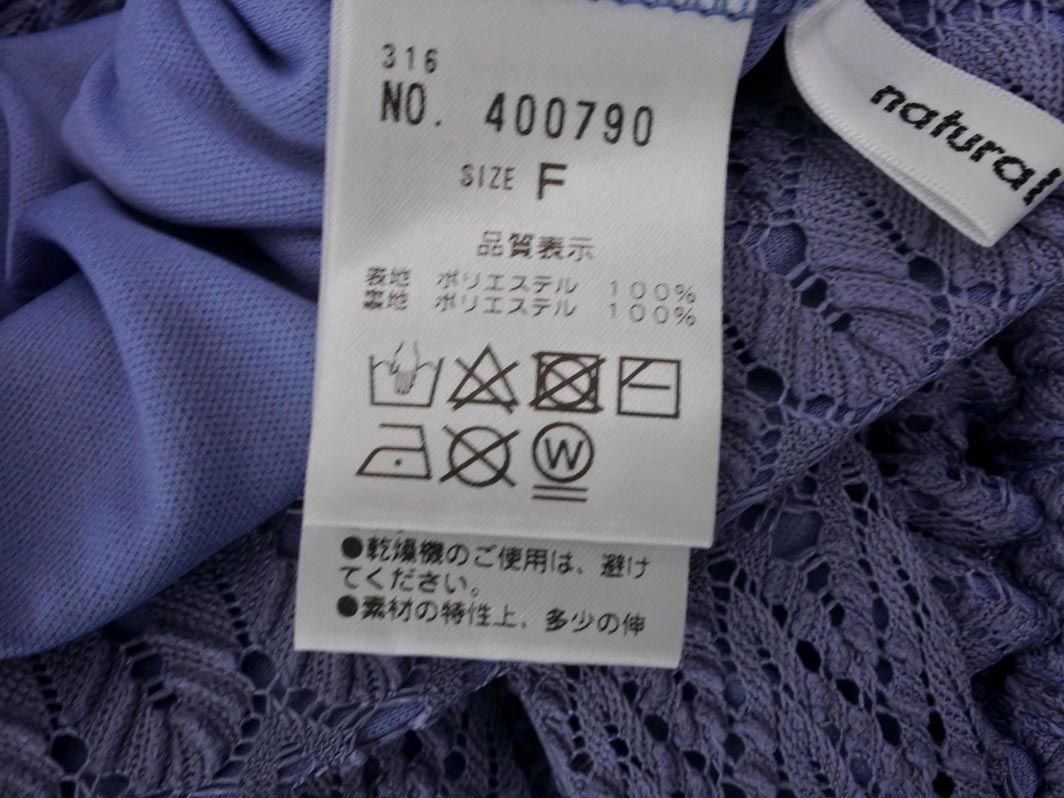 316
NO. 400790
SIZE F
品質表示
表地 ポリエステル 100%
裏地 ポリエステル 100%
W
●乾燥機のご使用は、避け
てください。
●素材の特性上、多少の伸
natural